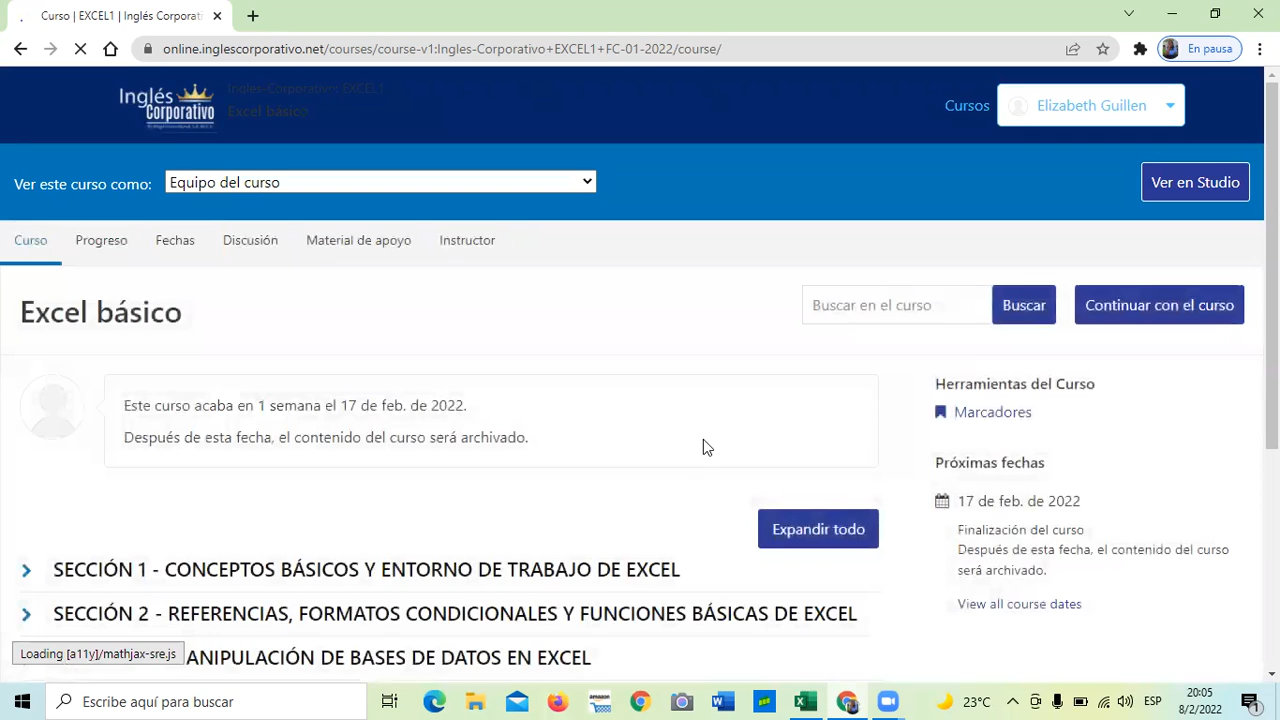 Curso | EXCEL1 | Inglés Corporati
online.inglescorporativo.net/courses/course-v1:Ingles-Corporativo+EXCEL1+FC-01-2022/course/
En pausa
Inglés
Corporativo
Ingles-Corporativo: EXCEL1
Excel básico
Cursos
Elizabeth Guillen
Ver este curso como:
Equipo del curso
Ver en Studio
Curso
Progreso
Fechas
Discusión
Material de apoyo
Instructor
Excel básico
Buscar en el curso
Buscar
Continuar con el curso
Este curso acaba en 1 semana el 17 de feb. de 2022.
Después de esta fecha, el contenido del curso será archivado.
Herramientas del Curso
Marcadores
Próximas fechas
17 de feb. de 2022
Finalización del curso
Después de esta fecha, el contenido del curso
será archivado.
View all course dates
Expandir todo
SECCIÓN 1 - CONCEPTOS BÁSICOS Y ENTORNO DE TRABAJO DE EXCEL
SECCIÓN 2 - REFERENCIAS, FORMATOS CONDICIONALES Y FUNCIONES BÁSICAS DE EXCEL
ANIPULACIÓN DE BASES DE DATOS EN EXCEL
Loading [a11y]/mathjax-sre.js
Escribe aquí para buscar
amazon
23°C
ESP
20:05
8/2/2022
1